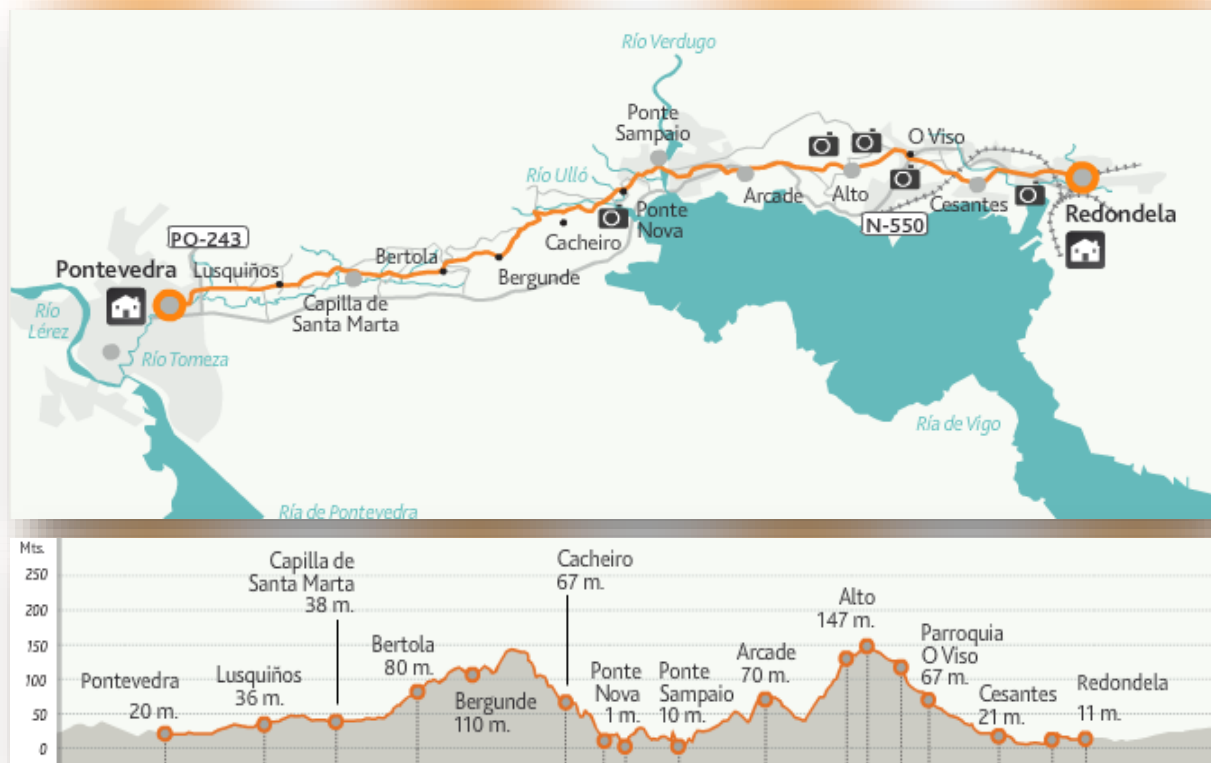 Río Verdugo
Ponte
Sampaio
O Viso
Río Ulló
Arcade
Alto
Cesantes
Redondela
N-550
Ponte
Nova
Cacheiro
PO-243
Bertola
Bergunde
Pontevedra
Lusquiños
Capilla de
Santa Marta
Río
Lérez
Río Tomeza
Ría de Vigo
Ría de Pontevedra
Mts.
250
200
150
100
50
0
Pontevedra
20 m.
Lusquiños
36 m.
Capilla de
Santa Marta
38 m.
Bertola
80 m.
Bergunde
110 m.
Cacheiro
67 m.
Ponte
Nova
1 m.
Ponte
Sampaio
10 m.
Arcade
70 m.
Alto
147 m.
Parroquia
O Viso
67 m.
Cesantes
21 m.
Redondela
11 m.